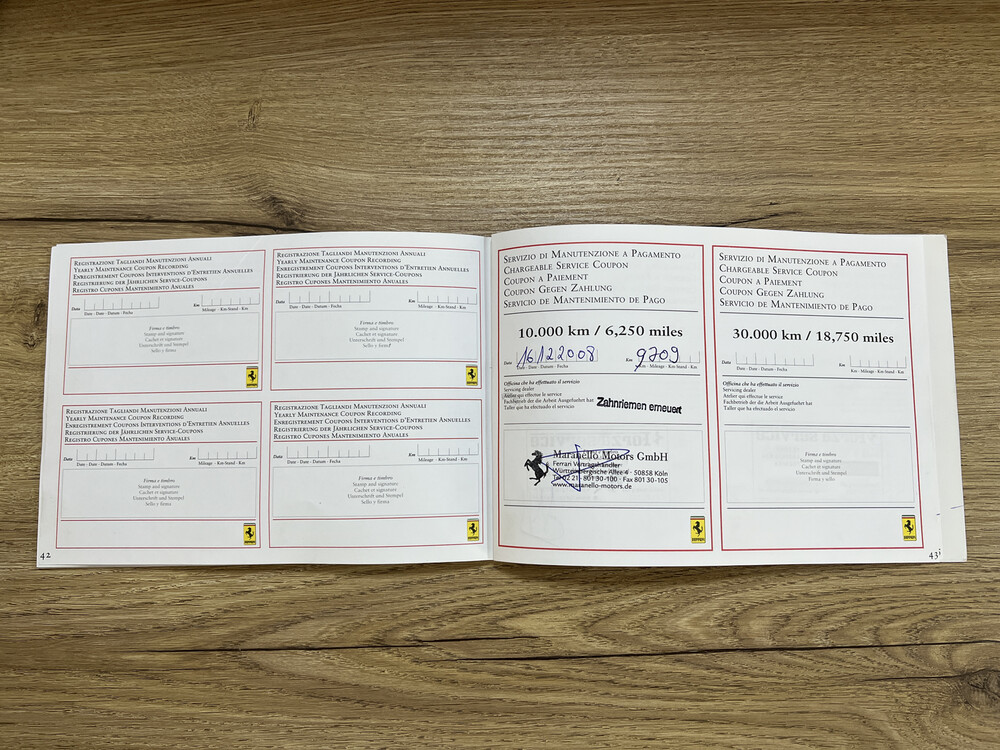 Registrazione Tagliandi Manutenzioni Annuali
Yearly Maintenance Coupon Recording
Enregistrement Coupons Interventions d'Entretien Annuelles
Registrierung der Jährlichen Service-Coupons
Registro Cupones Mantenimiento Anuales
Data
Date - Date - Datum - Fecha
Km
Mileage - Km-Stand - Km
Firma e timbro
Stamp and signature
Cachet et signature
Unterschrift und Stempel
Sello y firma
Registrazione Tagliandi Manutenzioni Annuali
Yearly Maintenance Coupon Recording
Enregistrement Coupons Interventions d'Entretien Annuelles
Registrierung der Jährlichen Service-Coupons
Registro Cupones Mantenimiento Anuales
Data
Date - Date - Datum - Fecha
Km
Mileage - Km-Stand - Km
Firma e timbro
Stamp and signature
Cachet et signature
Unterschrift und Stempel
Sello y firma
Registrazione Tagliandi Manutenzioni Annuali
Yearly Maintenance Coupon Recording
Enregistrement Coupons Interventions d'Entretien Annuelles
Registrierung der Jährlichen Service-Coupons
Registro Cupones Mantenimiento Anuales
Data
Date - Date - Datum - Fecha
Km
Mileage - Km-Stand - Km
Firma e timbro
Stamp and signature
Cachet et signature
Unterschrift und Stempel
Sello y firma
Registrazione Tagliandi Manutenzioni Annuali
Yearly Maintenance Coupon Recording
Enregistrement Coupons Interventions d'Entretien Annuelles
Registrierung der Jährlichen Service-Coupons
Registro Cupones Mantenimiento Anuales
Data
Date - Date - Datum - Fecha
Km
Mileage - Km-Stand - Km
Firma e timbro
Stamp and signature
Cachet et signature
Unterschrift und Stempel
Sello y firma
42
Servizio di Manutenzione a Pagamento
Chargeable Service Coupon
Coupon a Paiement
Coupon Gegen Zahlung
Servicio de Mantenimiento de Pago
10.000 km / 6,250 miles
Data 16122008 Km 9709
Date - Date - Datum - Fecha
Km-Stand - Km
Officina che ha effettuato il servizio
Servicing dealer
Atelier qui effectue le service
Fachbetrieb der die Arbeit Ausgefuehrt hat
Taller que ha efectuado el servicio
Zahnriemen erneuert
Maranello Motors GmbH
Ferrari Vertragshändler
Württembergische Allee 4 · 50858 Köln
Tel 02 21 - 801 30-100 · Fax 801 30-105
www.maranello-motors.de
Servizio di Manutenzione a Pagamento
Chargeable Service Coupon
Coupon a Paiement
Coupon Gegen Zahlung
Servicio de Mantenimiento de Pago
30.000 km / 18,750 miles
Data
Date - Date - Datum - Fecha
Km
Km - Mileage - Km-Stand - Km
Officina che ha effettuato il servizio
Servicing dealer
Atelier qui effectue le service
Fachbetrieb der die Arbeit Ausgefuehrt hat
Taller que ha efectuado el servicio
Firma e timbro
Stamp and signature
Cachet et signature
Unterschrift und Stempel
Firma y sello
43